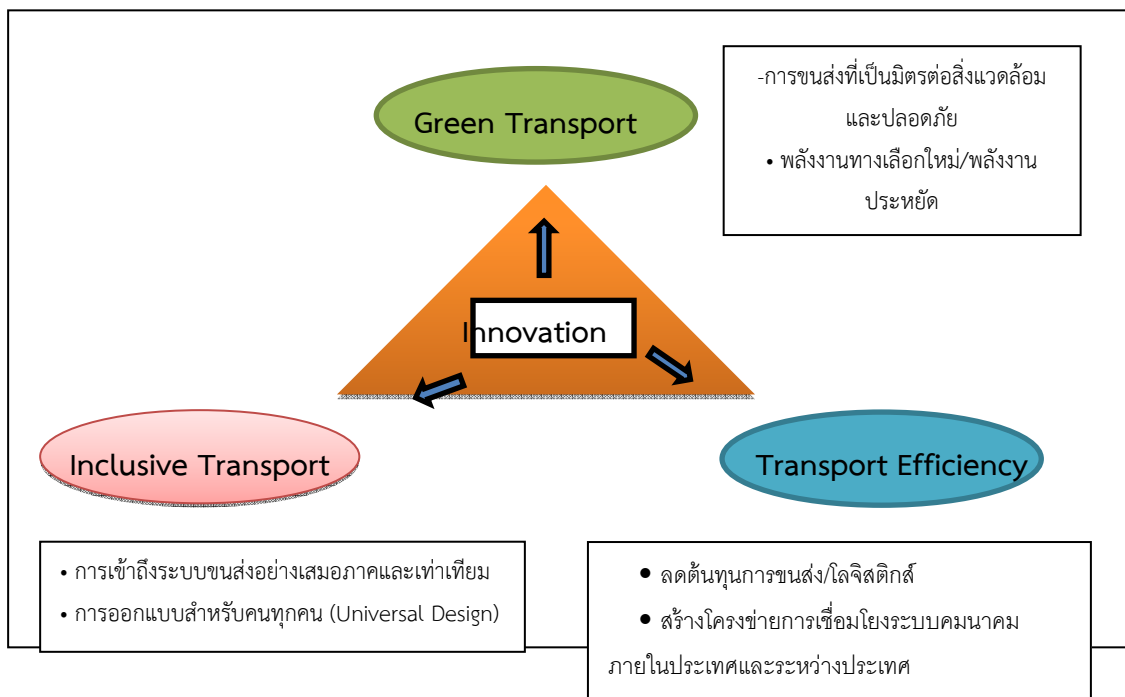 Green Transport
-การขนส่งที่เป็นมิตรต่อสิ่งแวดล้อม
และปลอดภัย
• พลังงานทางเลือกใหม่/พลังงาน
ประหยัด
Innovation
Inclusive Transport
Transport Efficiency
• การเข้าถึงระบบขนส่งอย่างเสมอภาคและเท่าเทียม
• การออกแบบสำหรับคนทุกคน (Universal Design)
• ลดต้นทุนการขนส่ง/โลจิสติกส์
• สร้างโครงข่ายการเชื่อมโยงระบบคมนาคม
ภายในประเทศและระหว่างประเทศ